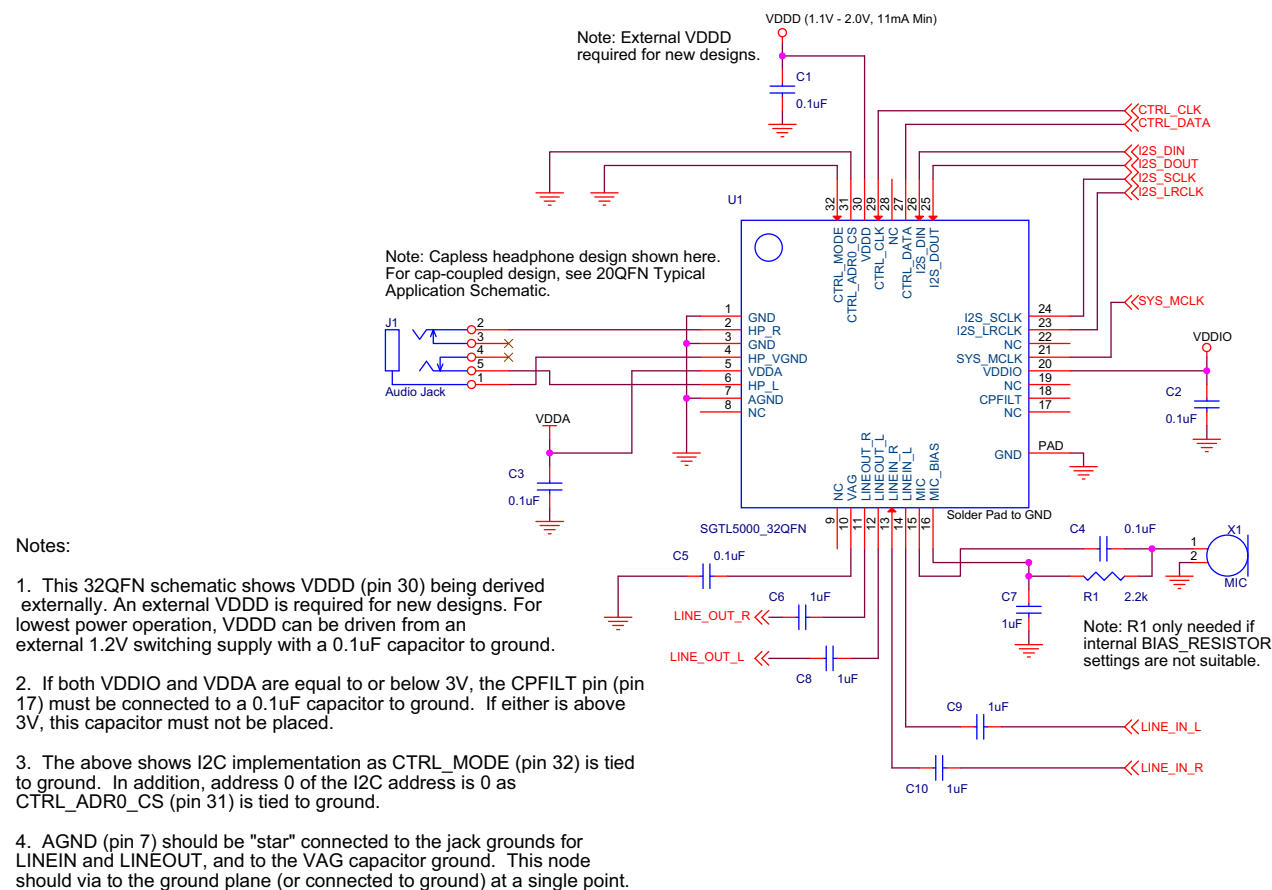 VDDD (1.1V - 2.0V, 11mA Min)
Note: External VDDD
required for new designs.
C1
0.1uF
CTRL_CLK
CTRL_DATA
I2S_DIN
I2S_DOUT
I2S_SCLK
I2S_LRCLK
U1
32
31
30
29
28
27
26
25
CTRL_MODE
CTRL_ADR0_CS
VDDD
CTRL_CLK
NC
CTRL_DATA
I2S_DIN
I2S_DOUT
Note: Capless headphone design shown here.
For cap-coupled design, see 20QFN Typical
Application Schematic.
J1
2
3
4
5
1
Audio Jack
1 GND
2 HP_R
3 GND
4 HP_VGND
5 VDDA
6 HP_L
7 AGND
8 NC
I2S_SCLK 24
I2S_LRCLK 23
NC 22
SYS_MCLK 21
VDDIO 20
NC 19
CPFILT 18
NC 17
GND PAD
SYS_MCLK
VDDIO
C2
0.1uF
VDDA
C3
0.1uF
NC
VAG
LINEOUT_R
LINEOUT_L
LINEIN_R
LINEIN_L
MIC
MIC_BIAS
9
10
11
12
13
14
15
16
SGTL5000_32QFN
Solder Pad to GND
C5
0.1uF
C6
1uF
LINE_OUT_R
LINE_OUT_L
C8
1uF
C4
0.1uF
X1
1
2
MIC
C7
1uF
R1
2.2k
Note: R1 only needed if
internal BIAS_RESISTOR
settings are not suitable.
C9
1uF
LINE_IN_L
C10
1uF
LINE_IN_R
Notes:
1. This 32QFN schematic shows VDDD (pin 30) being derived
externally. An external VDDD is required for new designs. For
lowest power operation, VDDD can be driven from an
external 1.2V switching supply with a 0.1uF capacitor to ground.
2. If both VDDIO and VDDA are equal to or below 3V, the CPFILT pin (pin
17) must be connected to a 0.1uF capacitor to ground. If either is above
3V, this capacitor must not be placed.
3. The above shows I2C implementation as CTRL_MODE (pin 32) is tied
to ground. In addition, address 0 of the I2C address is 0 as
CTRL_ADR0_CS (pin 31) is tied to ground.
4. AGND (pin 7) should be "star" connected to the jack grounds for
LINEIN and LINEOUT, and to the VAG capacitor ground. This node
should via to the ground plane (or connected to ground) at a single point.